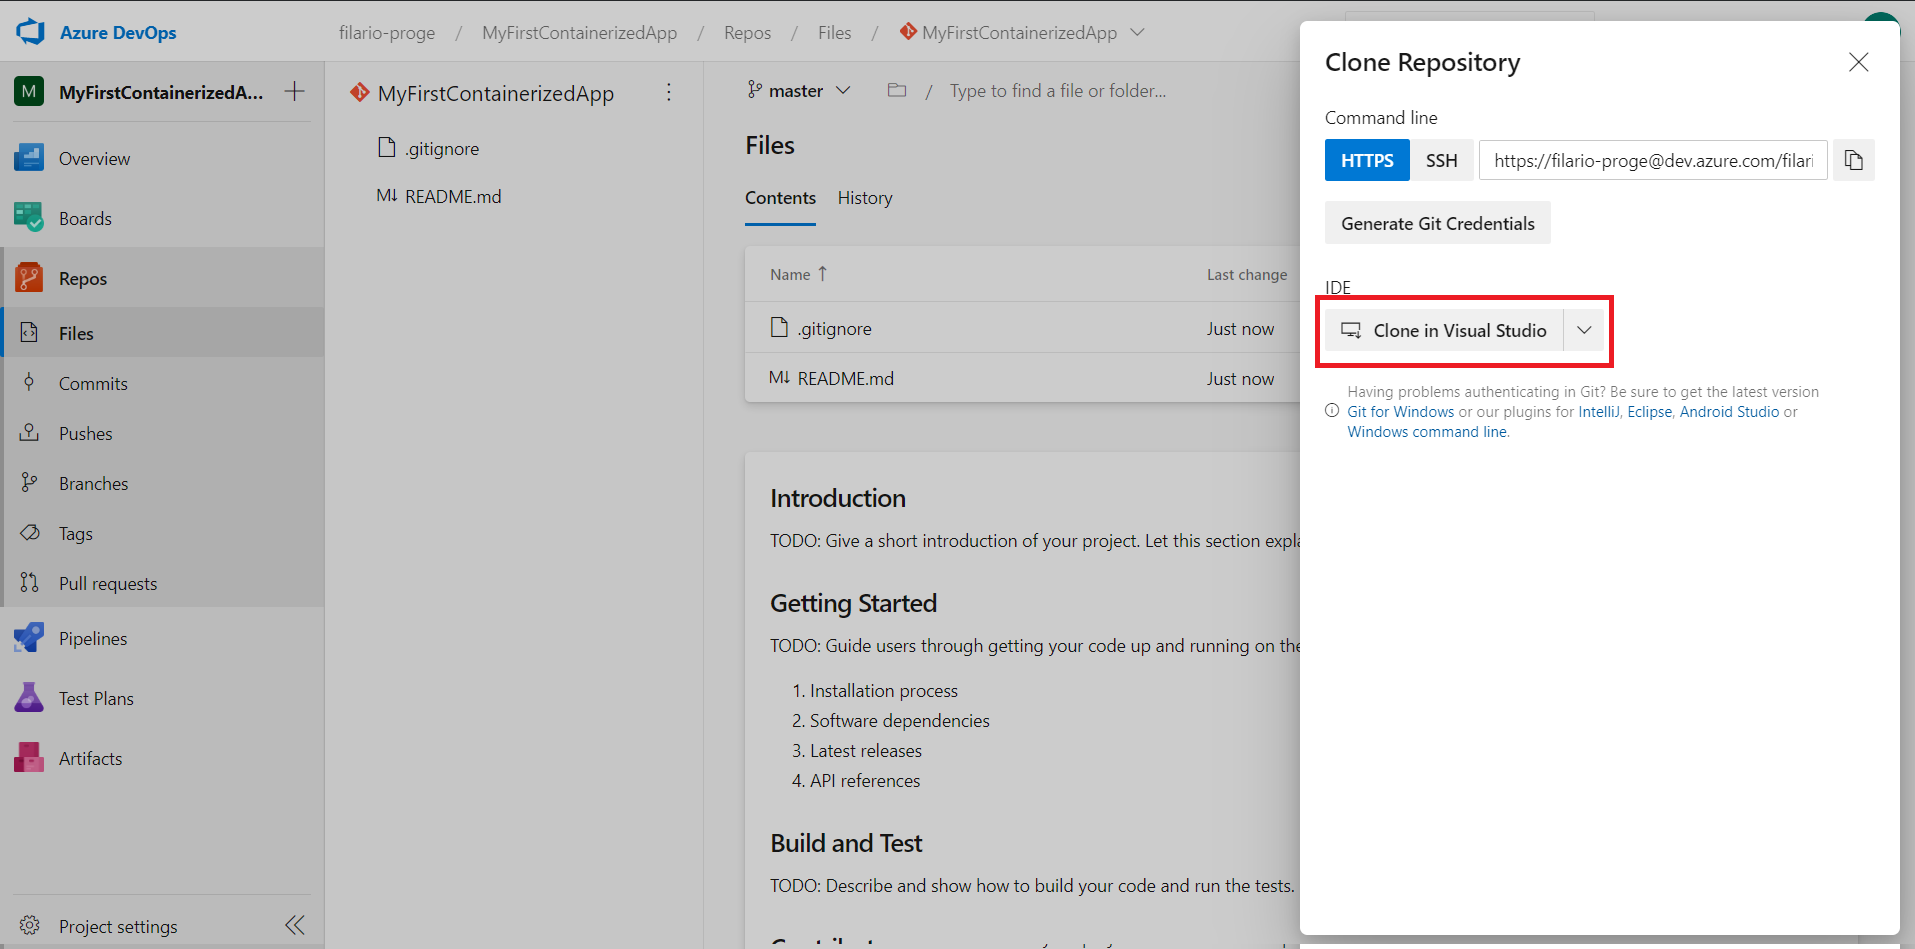 Azure DevOps
filario-proge / MyFirstContainerizedApp / Repos / Files / MyFirstContainerizedApp
M MyFirstContainerizedA...
Overview
Boards
Repos
Files
Commits
Pushes
Branches
Tags
Pull requests
Pipelines
Test Plans
Artifacts
Project settings
MyFirstContainerizedApp
.gitignore
M↓ README.md
master / Type to find a file or folder...
Files
Contents History
Name ↑ Last change
.gitignore Just now
M↓ README.md Just now
Introduction
TODO: Give a short introduction of your project. Let this section expla
Getting Started
TODO: Guide users through getting your code up and running on the
1. Installation process
2. Software dependencies
3. Latest releases
4. API references
Build and Test
TODO: Describe and show how to build your code and run the tests.
Clone Repository
Command line
HTTPS SSH https://filario-proge@dev.azure.com/filari
Generate Git Credentials
IDE
Clone in Visual Studio
Having problems authenticating in Git? Be sure to get the latest version
Git for Windows or our plugins for IntelliJ, Eclipse, Android Studio or
Windows command line.